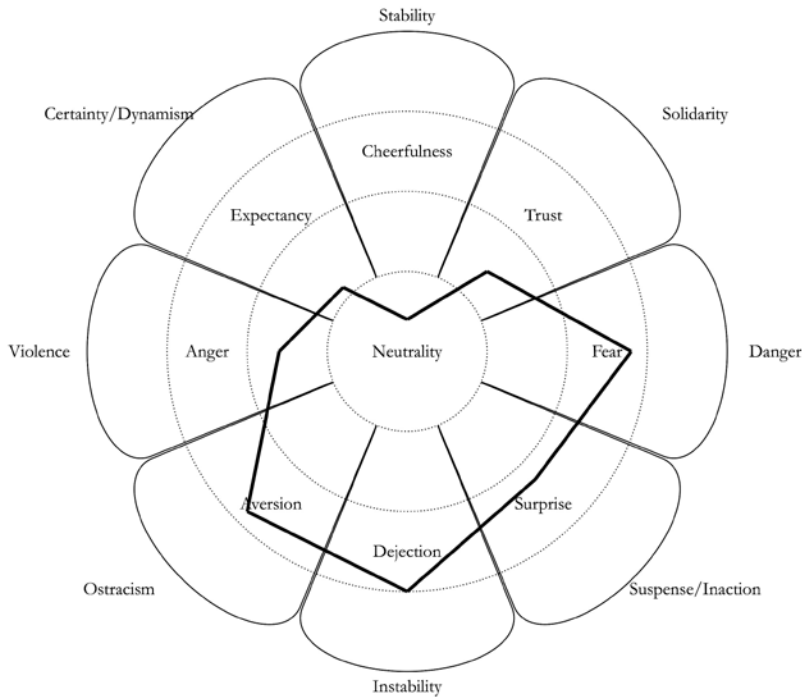 Stability
Certainty/Dynamism
Solidarity
Cheerfulness
Expectancy
Trust
Violence
Anger
Neutrality
Fear
Danger
Aversion
Surprise
Dejection
Ostracism
Suspense/Inaction
Instability